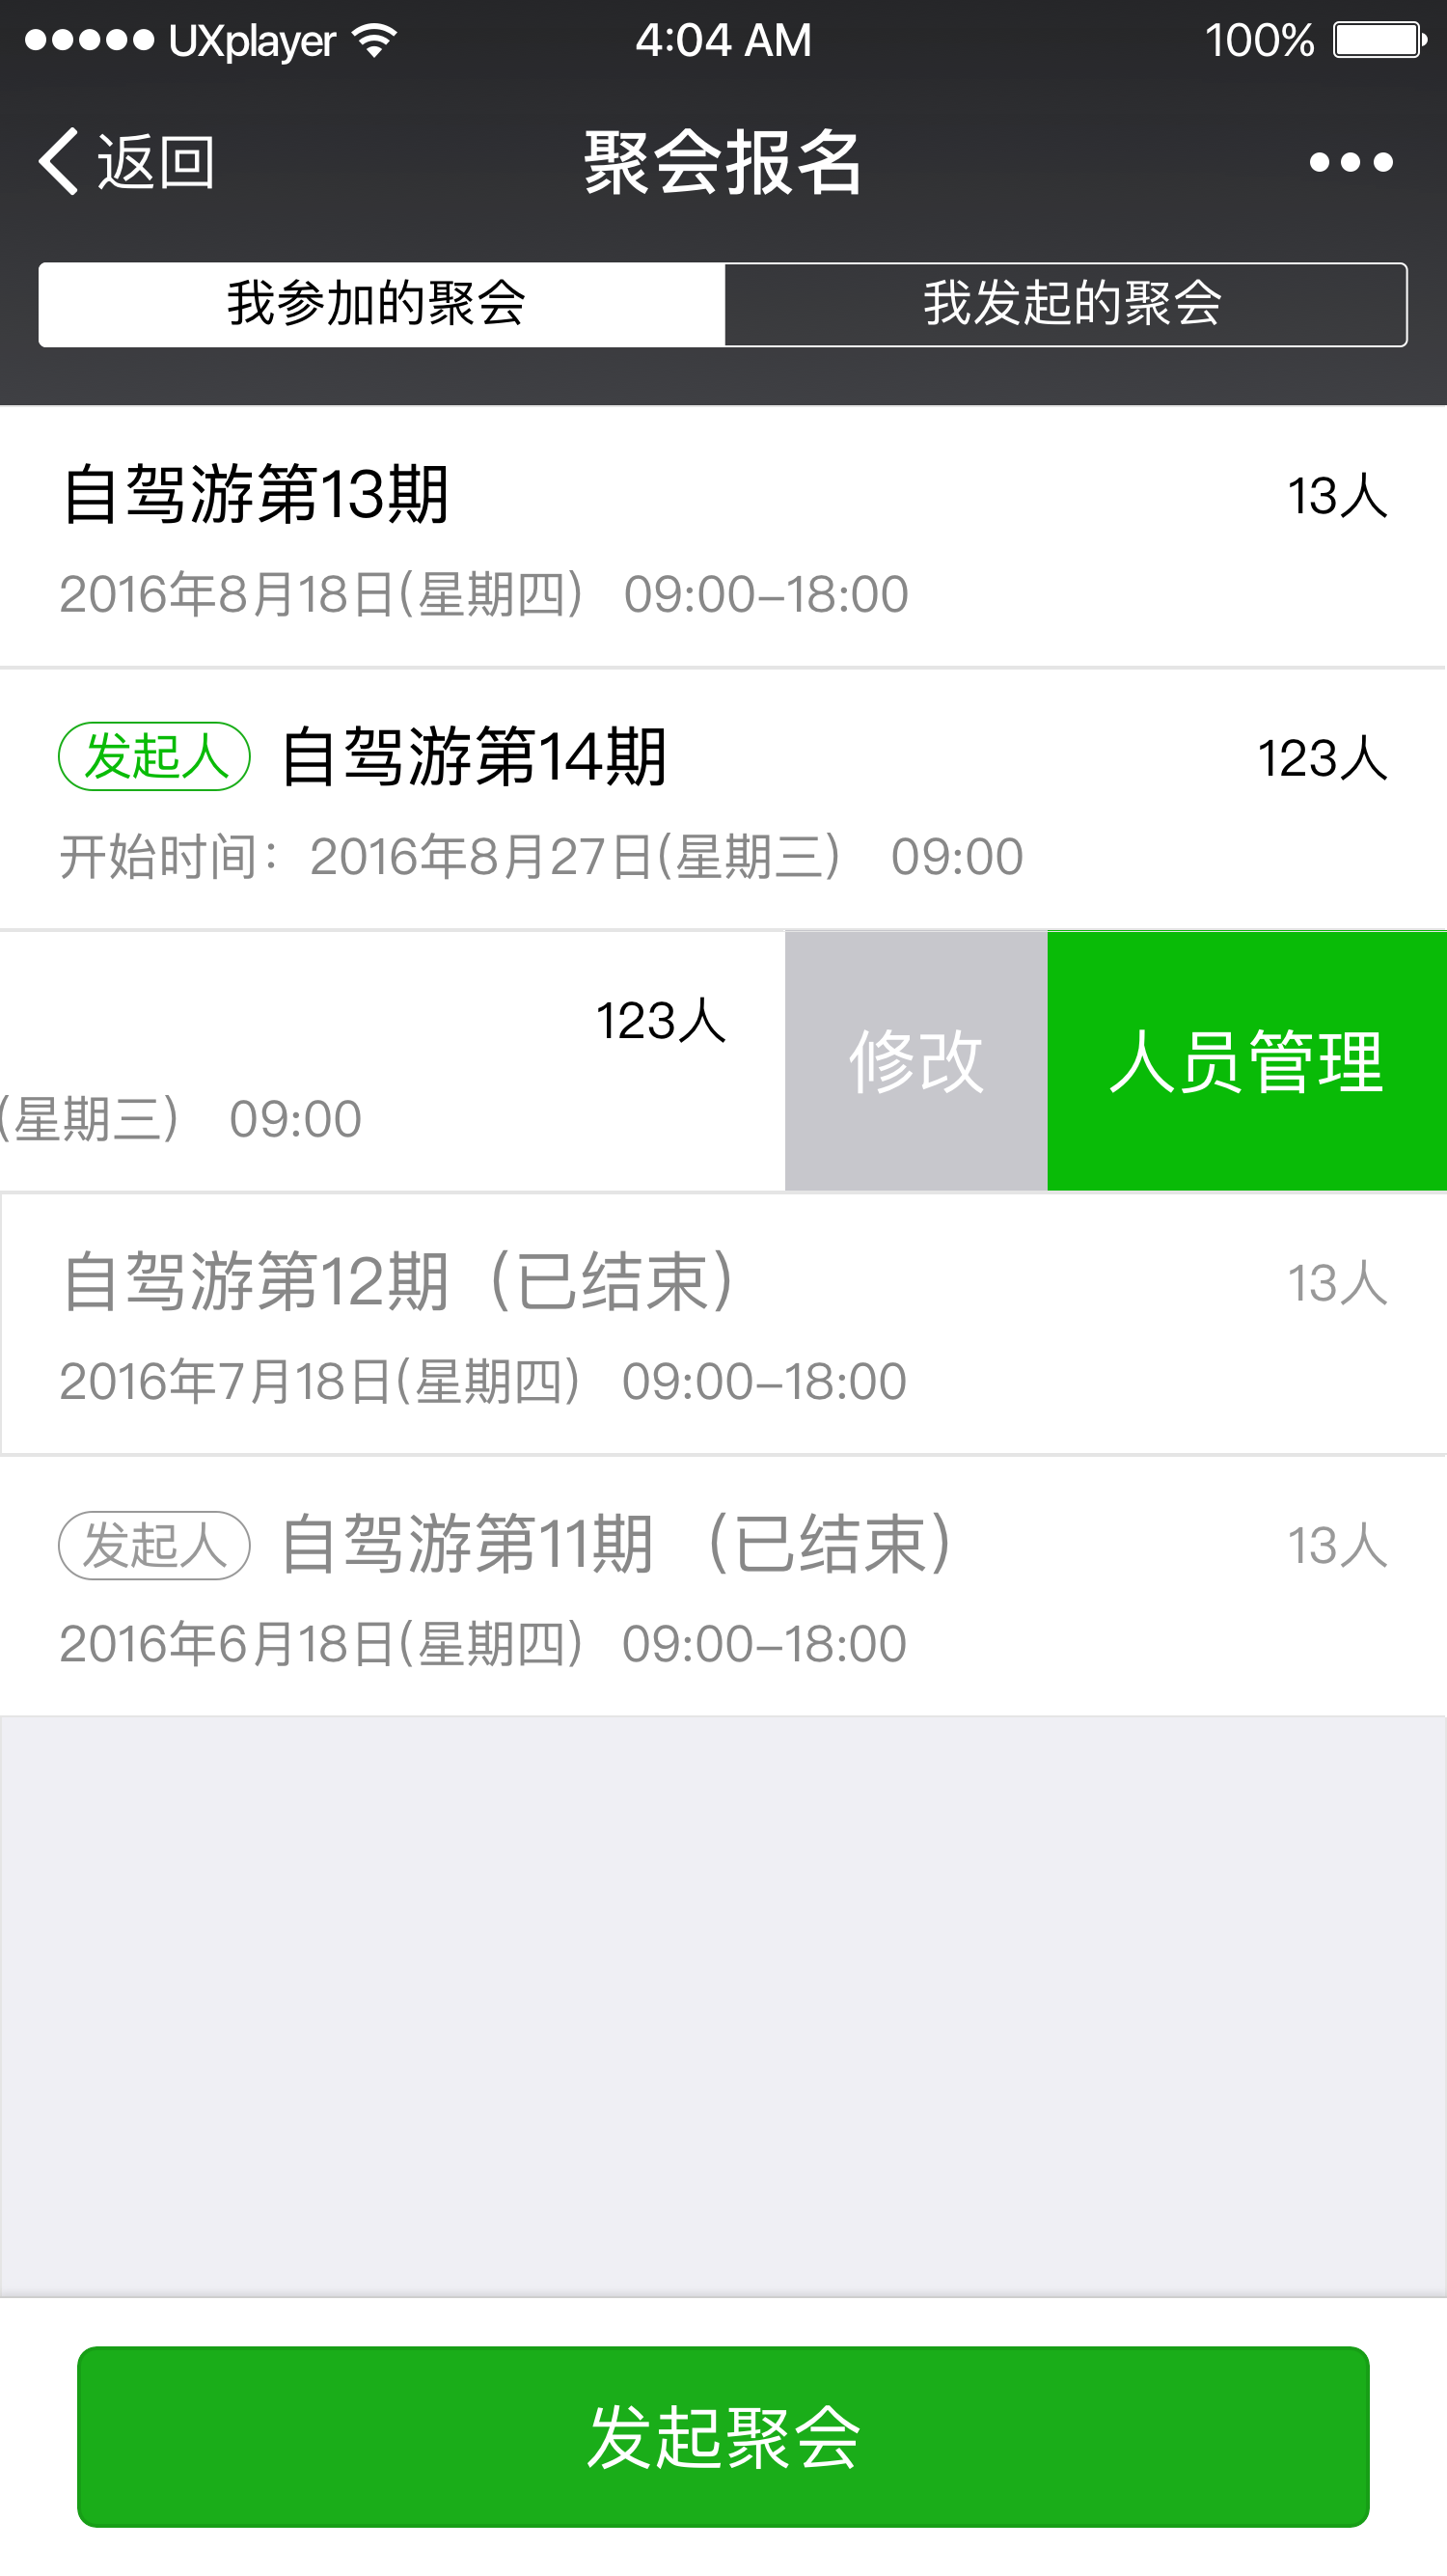 UXplayer 4:04 AM 100%
返回 聚会报名
我参加的聚会 我发起的聚会
自驾游第13期 13人
2016年8月18日(星期四) 09:00-18:00
发起人 自驾游第14期 123人
开始时间：2016年8月27日(星期三) 09:00
123人
修改 人员管理
(星期三) 09:00
自驾游第12期（已结束） 13人
2016年7月18日(星期四) 09:00-18:00
发起人 自驾游第11期 （已结束） 13人
2016年6月18日(星期四) 09:00-18:00
发起聚会